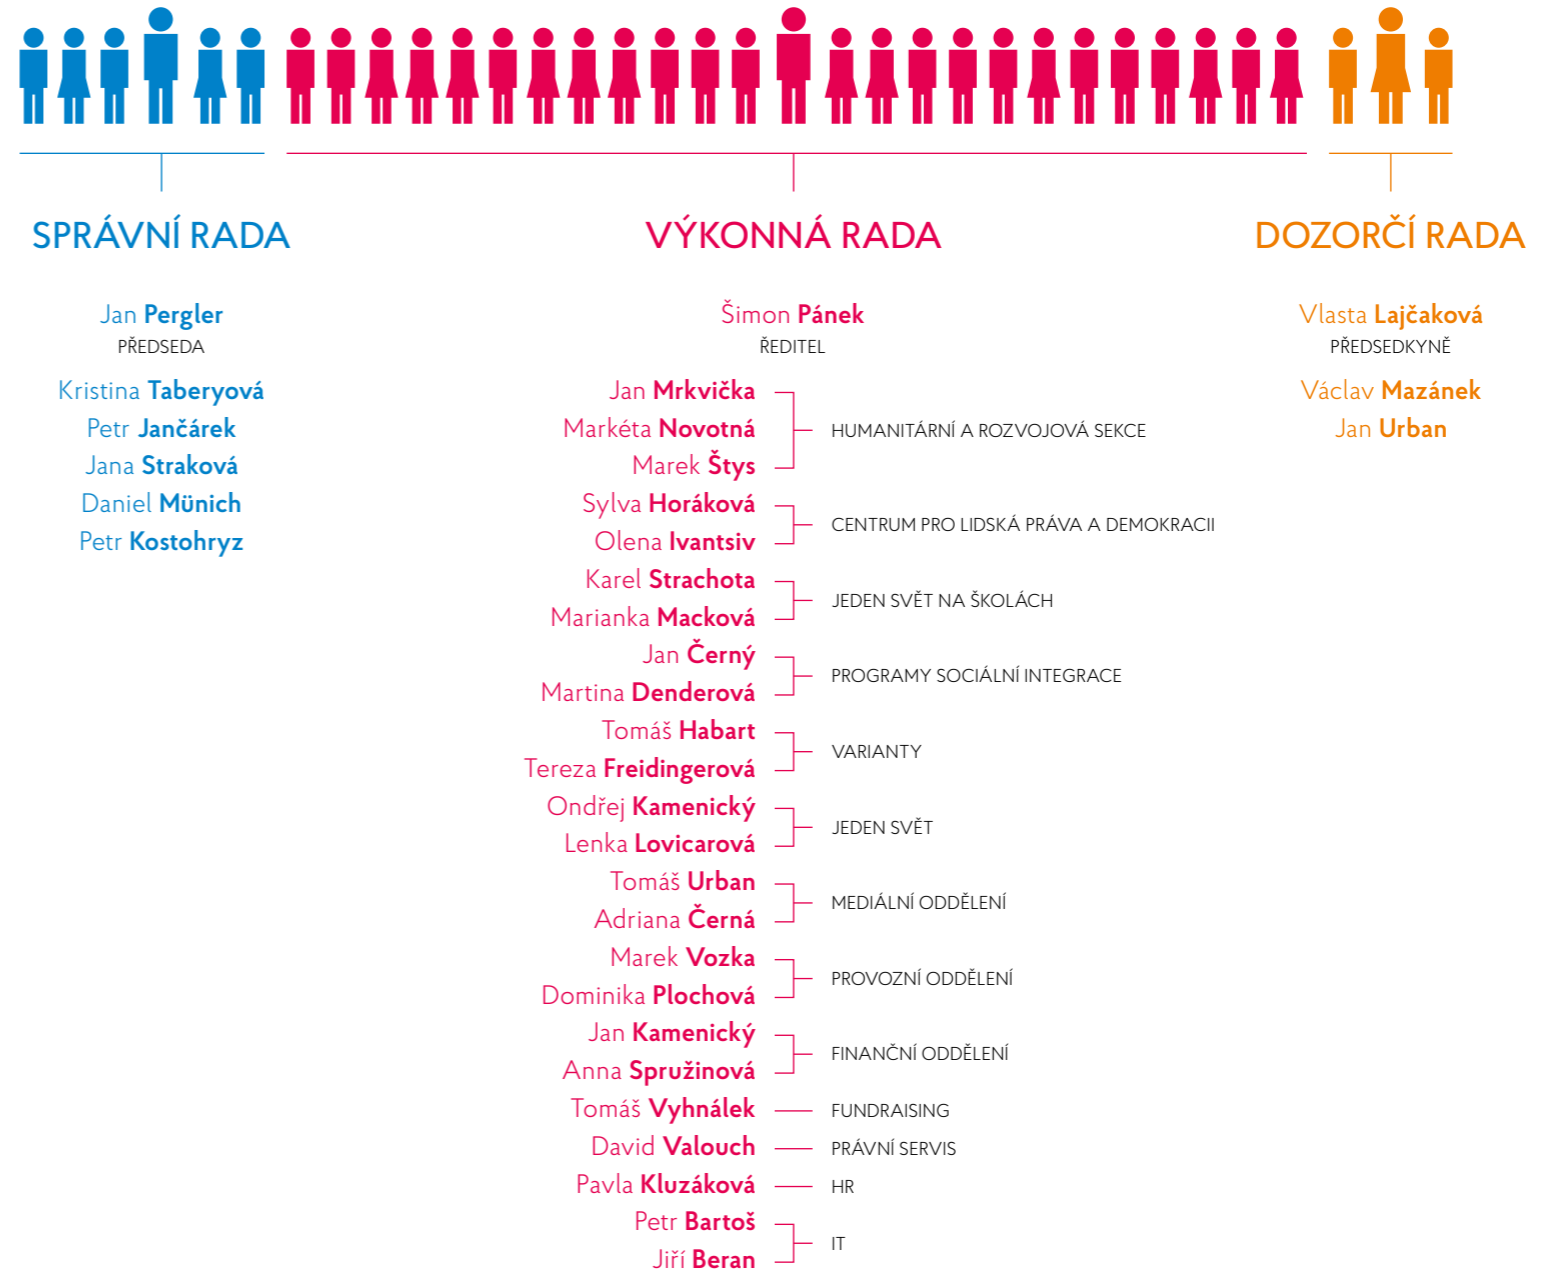 SPRÁVNÍ RADA
Jan Pergler
PŘEDSEDA
Kristina Taberyová
Petr Jančárek
Jana Straková
Daniel Münich
Petr Kostohryz
VÝKONNÁ RADA
Šimon Pánek
ŘEDITEL
Jan Mrkvička
Markéta Novotná
Marek Štys
HUMANITÁRNÍ A ROZVOJOVÁ SEKCE
Sylva Horáková
Olena Ivantsiv
CENTRUM PRO LIDSKÁ PRÁVA A DEMOKRACII
Karel Strachota
Marianka Macková
JEDEN SVĚT NA ŠKOLÁCH
Jan Černý
Martina Denderová
PROGRAMY SOCIÁLNÍ INTEGRACE
Tomáš Habart
Tereza Freidingerová
VARIANTY
Ondřej Kamenický
Lenka Lovicarová
JEDEN SVĚT
Tomáš Urban
Adriana Černá
MEDIÁLNÍ ODDĚLENÍ
Marek Vozka
Dominika Plochová
PROVOZNÍ ODDĚLENÍ
Jan Kamenický
Anna Spružinová
FINANČNÍ ODDĚLENÍ
Tomáš Vyhnálek
FUNDRAISING
David Valouch
PRÁVNÍ SERVIS
Pavla Kluzáková
HR
Petr Bartoš
Jiří Beran
IT
DOZORČÍ RADA
Vlasta Lajčaková
PŘEDSEDKYNĚ
Václav Mazánek
Jan Urban